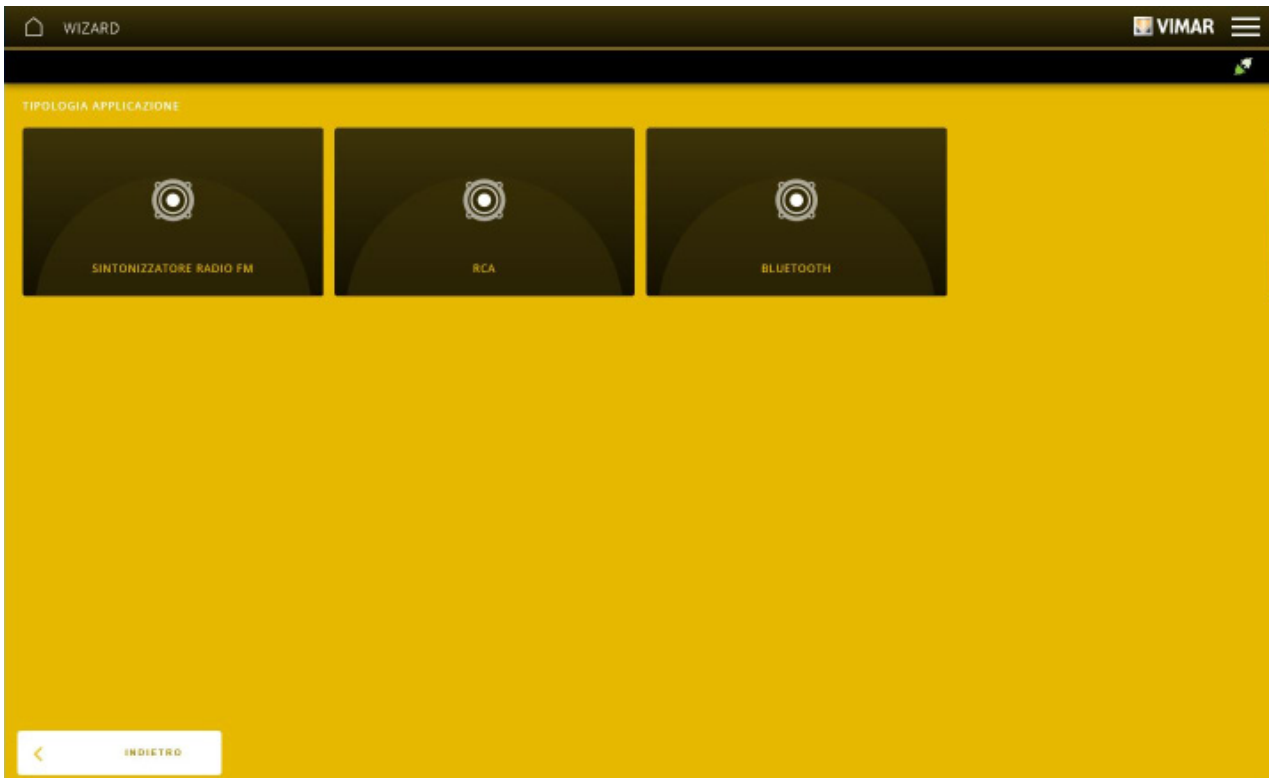 WIZARD
VIMAR
TIPOLOGIA APPLICAZIONE
SINTONIZZATORE RADIO FM
RCA
BLUETOOTH
INDIETRO